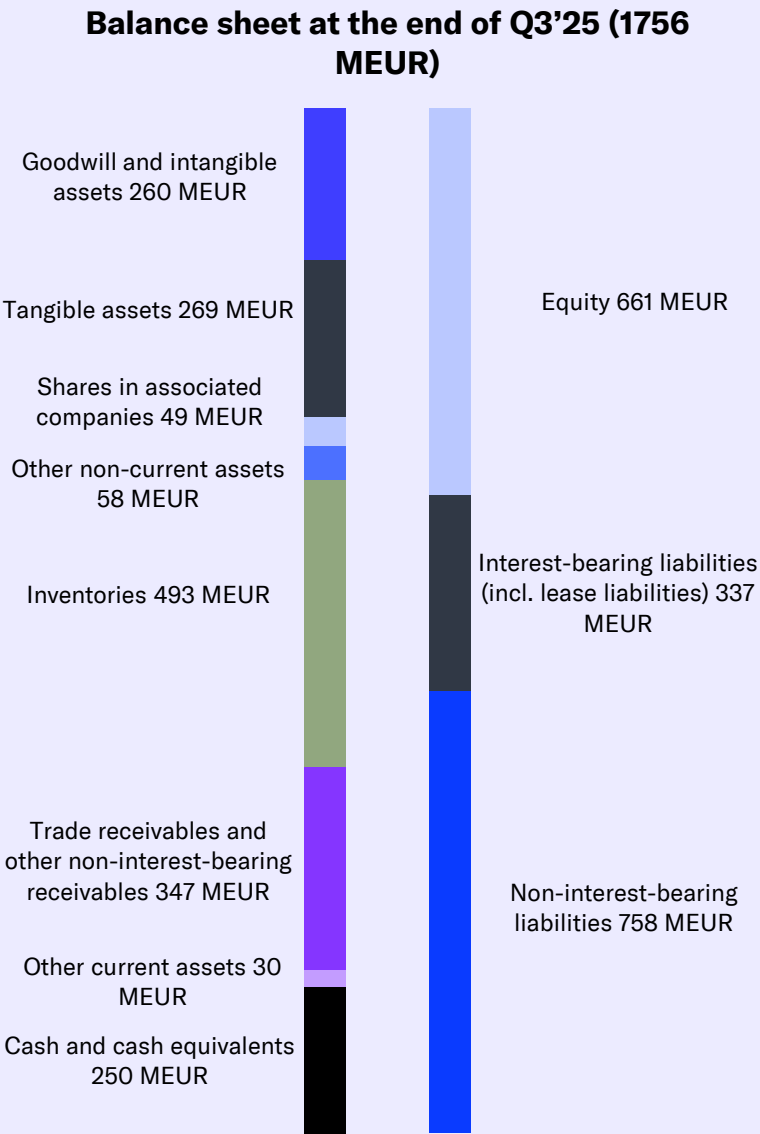 Balance sheet at the end of Q3’25 (1756
MEUR)
Goodwill and intangible
assets 260 MEUR
Tangible assets 269 MEUR
Shares in associated
companies 49 MEUR
Other non-current assets
58 MEUR
Inventories 493 MEUR
Trade receivables and
other non-interest-bearing
receivables 347 MEUR
Other current assets 30
MEUR
Cash and cash equivalents
250 MEUR
Equity 661 MEUR
Interest-bearing liabilities
(incl. lease liabilities) 337
MEUR
Non-interest-bearing
liabilities 758 MEUR